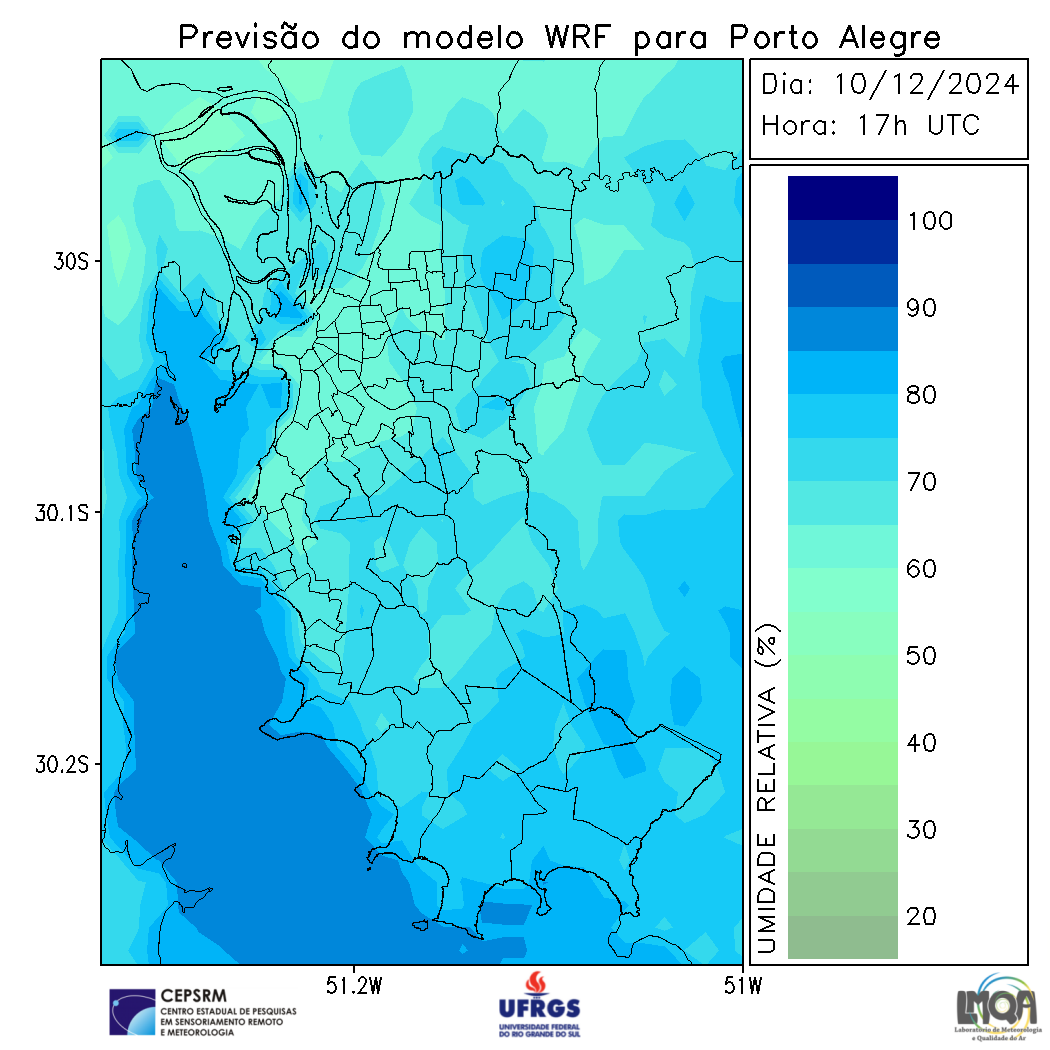 Previsão do modelo WRF para Porto Alegre
Dia: 10/12/2024
Hora: 17h UTC
30S
30.1S
30.2S
51.2W
51W
100
90
80
70
60
50
40
30
20
UMIDADE RELATIVA (%)
CEPSRM
CENTRO ESTADUAL DE PESQUISAS
EM SENSORIAMENTO REMOTO
E METEOROLOGIA
UFRGS
UNIVERSIDADE FEDERAL
DO RIO GRANDE DO SUL
LMQA
Laboratório de Meteorologia
e Qualidade do Ar